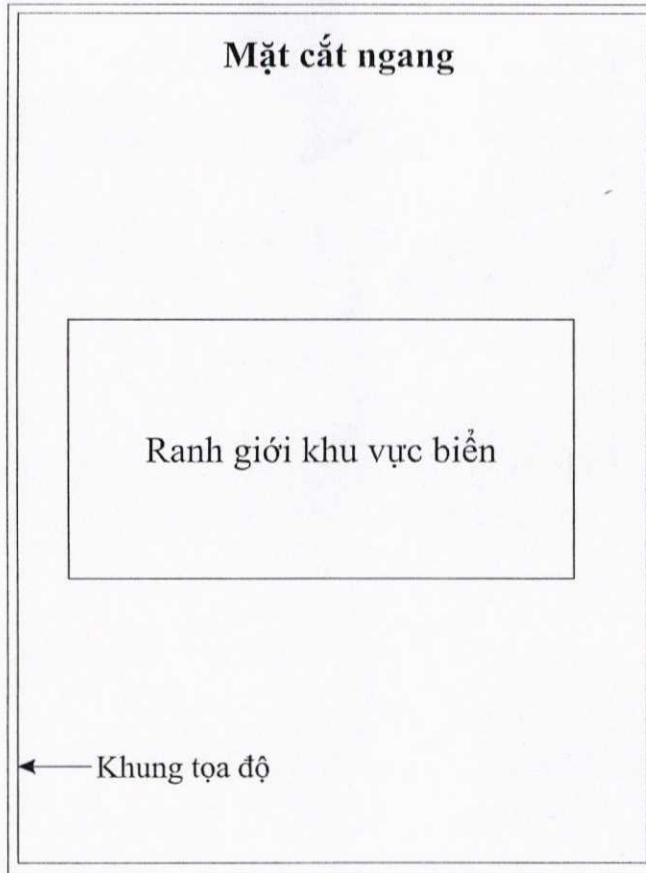 Mặt cắt ngang
Ranh giới khu vực biển
Khung tọa độ